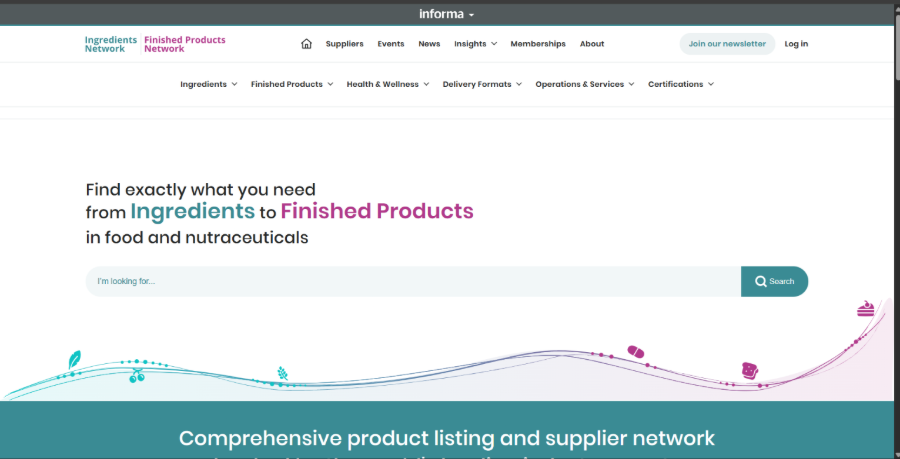 informa
Ingredients Network
Finished Products Network
Suppliers Events News Insights Memberships About
Join our newsletter Log in
Ingredients Finished Products Health & Wellness Delivery Formats Operations & Services Certifications
Find exactly what you need
from Ingredients to Finished Products
in food and nutraceuticals
I'm looking for... Search
Comprehensive product listing and supplier network